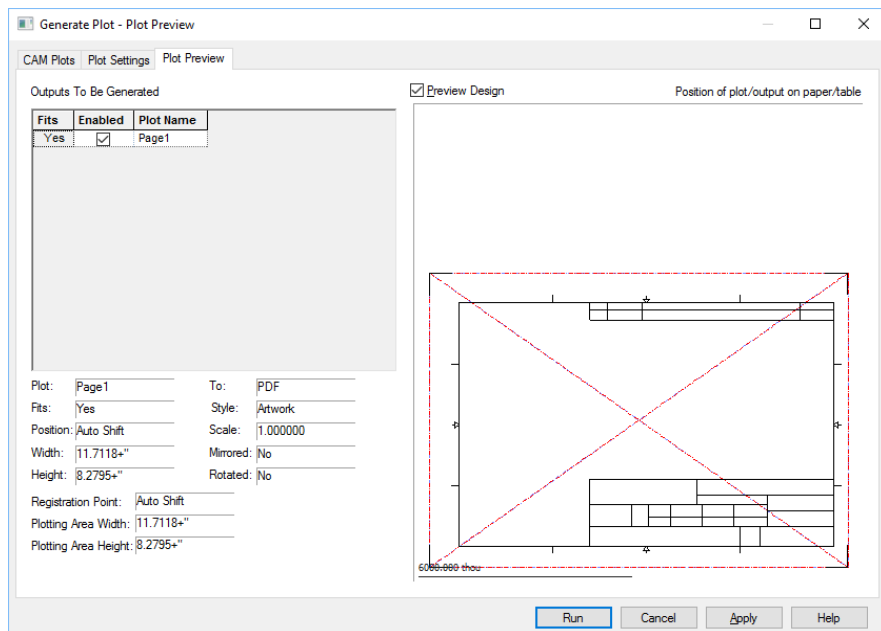 Generate Plot - Plot Preview
CAM Plots Plot Settings Plot Preview
Outputs To Be Generated
Preview Design Position of plot/output on paper/table
Fits Enabled Plot Name
Yes Page1
Plot: Page1 To: PDF
Fits: Yes Style: Artwork
Position: Auto Shift Scale: 1.000000
Width: 11.7118+" Mirrored: No
Height: 8.2795+" Rotated: No
Registration Point: Auto Shift
Plotting Area Width: 11.7118+"
Plotting Area Height: 8.2795+"
6000.000 thou
Run Cancel Apply Help